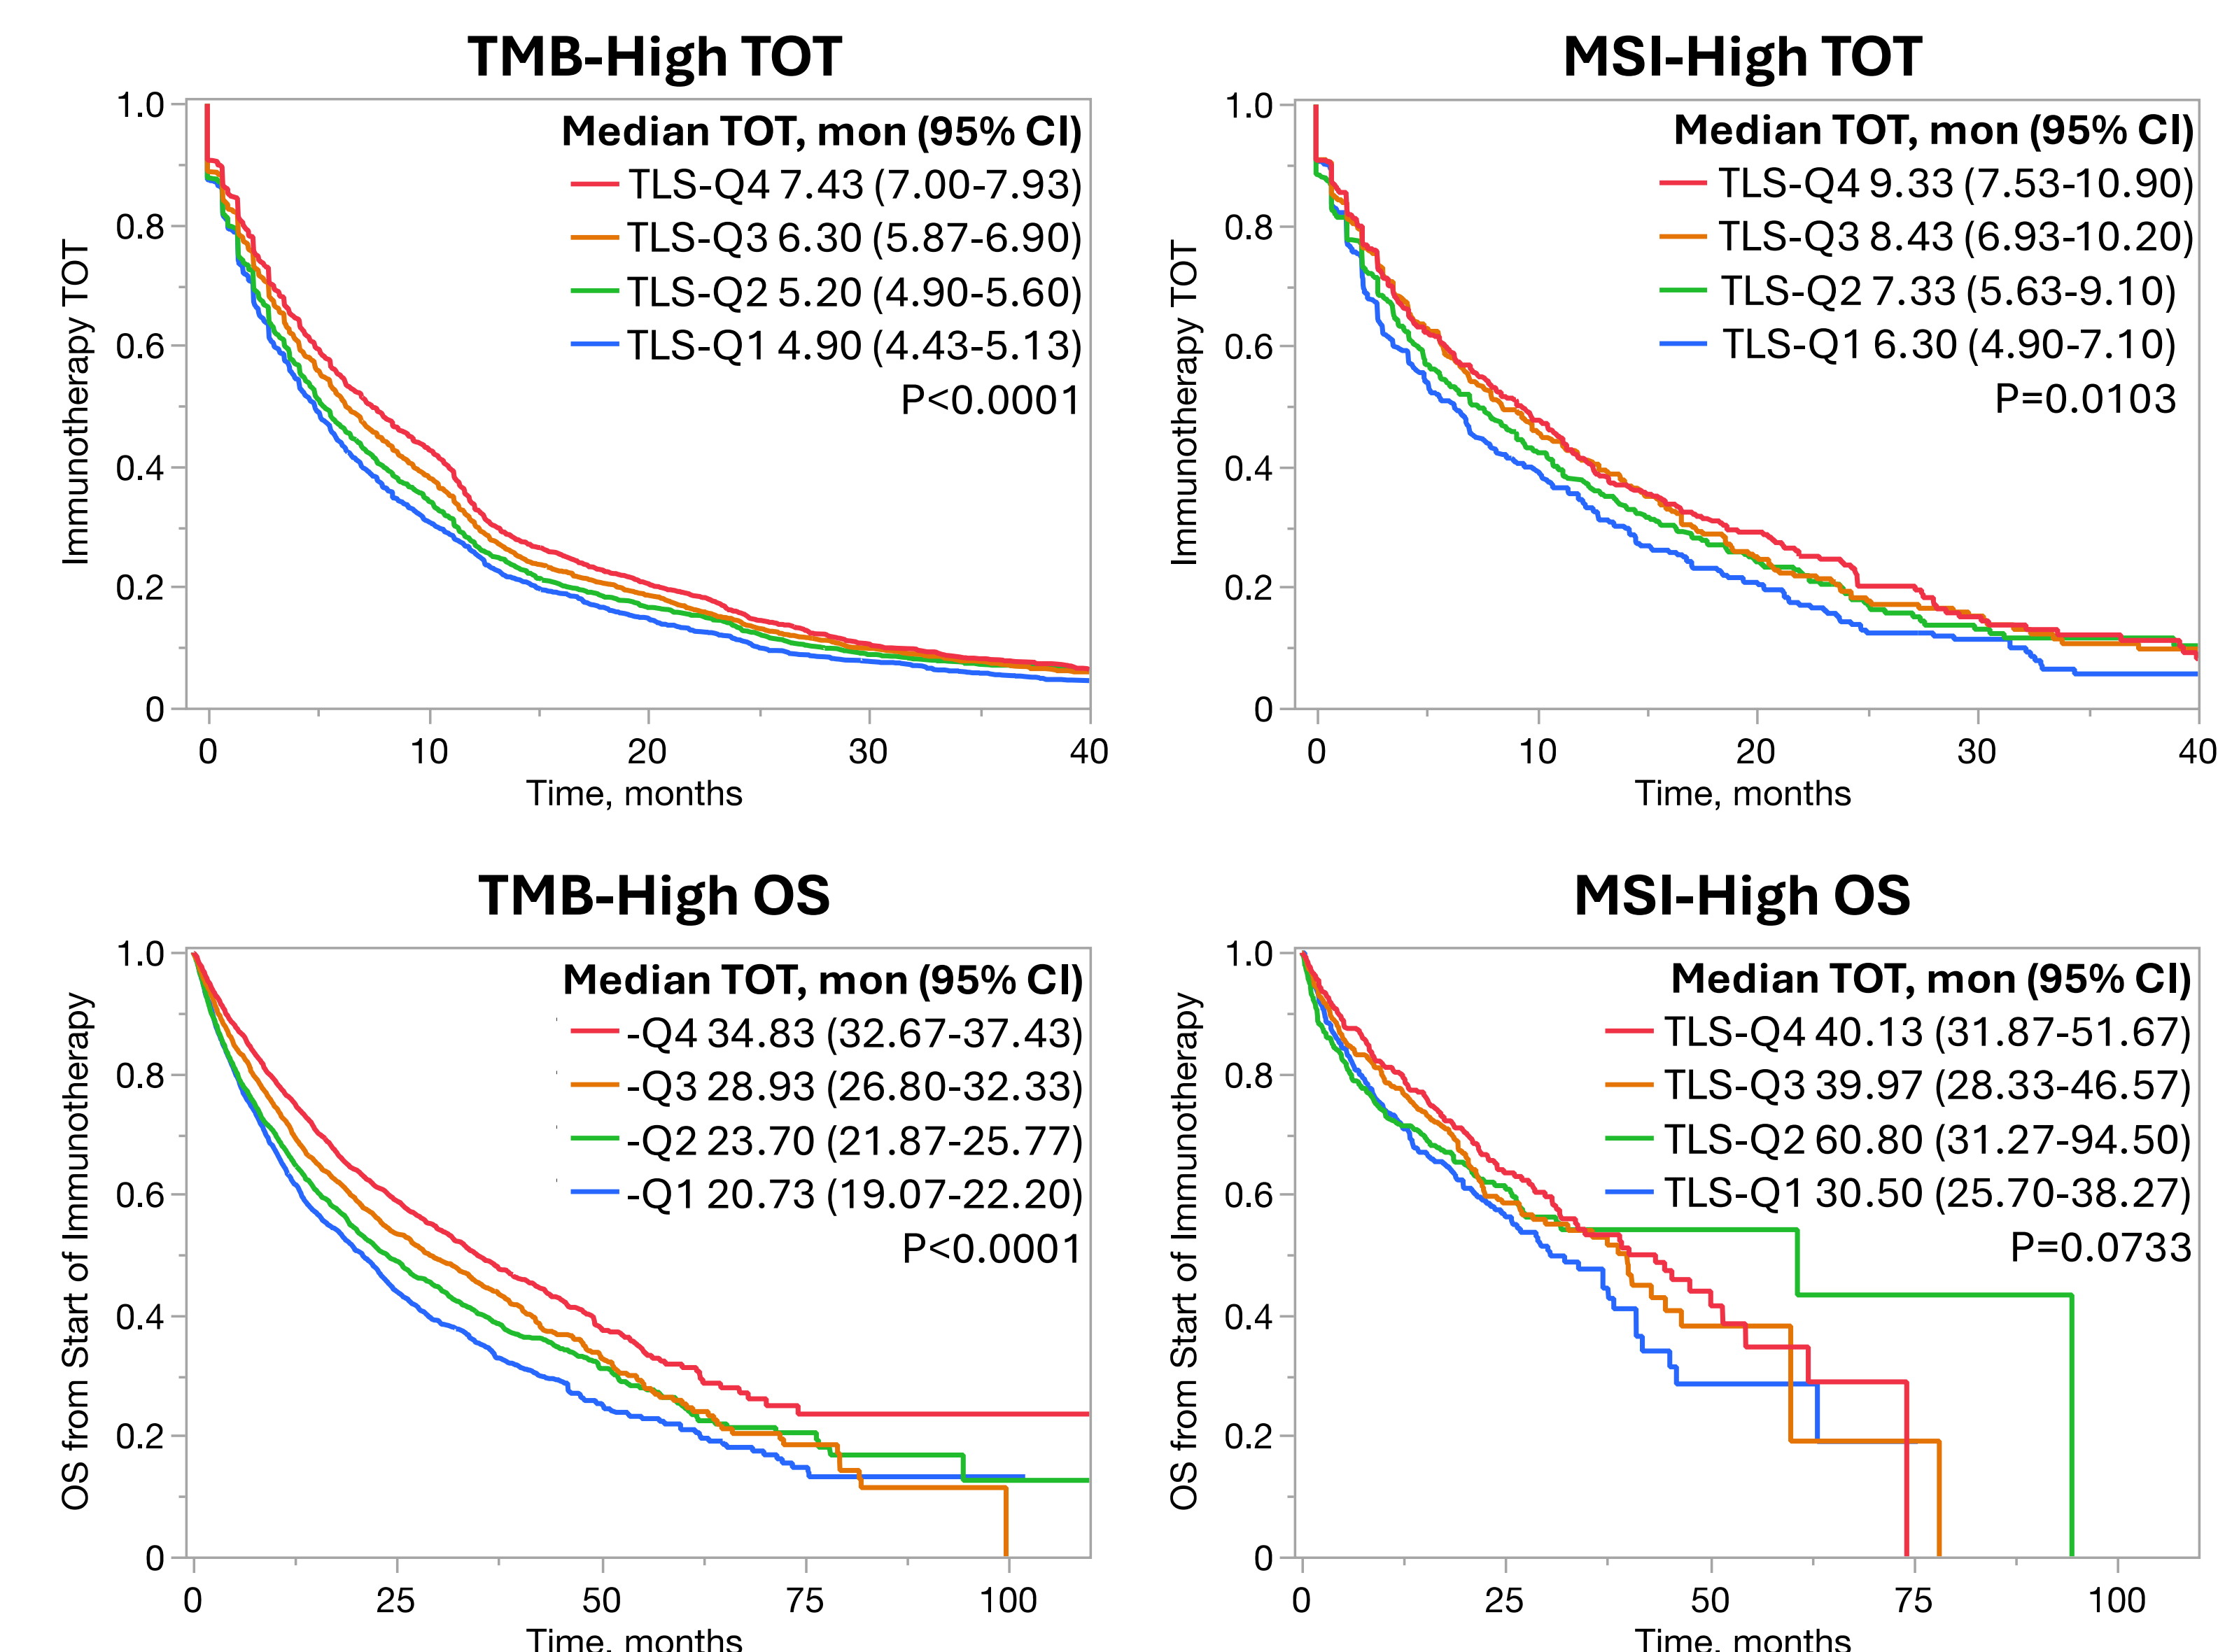 TMB-High TOT
Immunotherapy TOT
1.0
0.8
0.6
0.4
0.2
0
Median TOT, mon (95% CI)
TLS-Q4 7.43 (7.00-7.93)
TLS-Q3 6.30 (5.87-6.90)
TLS-Q2 5.20 (4.90-5.60)
TLS-Q1 4.90 (4.43-5.13)
P<0.0001
0 10 20 30 40
Time, months
MSI-High TOT
Immunotherapy TOT
1.0
0.8
0.6
0.4
0.2
0
Median TOT, mon (95% CI)
TLS-Q4 9.33 (7.53-10.90)
TLS-Q3 8.43 (6.93-10.20)
TLS-Q2 7.33 (5.63-9.10)
TLS-Q1 6.30 (4.90-7.10)
P=0.0103
0 10 20 30 40
Time, months
TMB-High OS
OS from Start of Immunotherapy
1.0
0.8
0.6
0.4
0.2
0
Median TOT, mon (95% CI)
-Q4 34.83 (32.67-37.43)
-Q3 28.93 (26.80-32.33)
-Q2 23.70 (21.87-25.77)
-Q1 20.73 (19.07-22.20)
P<0.0001
0 25 50 75 100
Time, months
MSI-High OS
OS from Start of Immunotherapy
1.0
0.8
0.6
0.4
0.2
0
Median TOT, mon (95% CI)
TLS-Q4 40.13 (31.87-51.67)
TLS-Q3 39.97 (28.33-46.57)
TLS-Q2 60.80 (31.27-94.50)
TLS-Q1 30.50 (25.70-38.27)
P=0.0733
0 25 50 75 100
Time, months